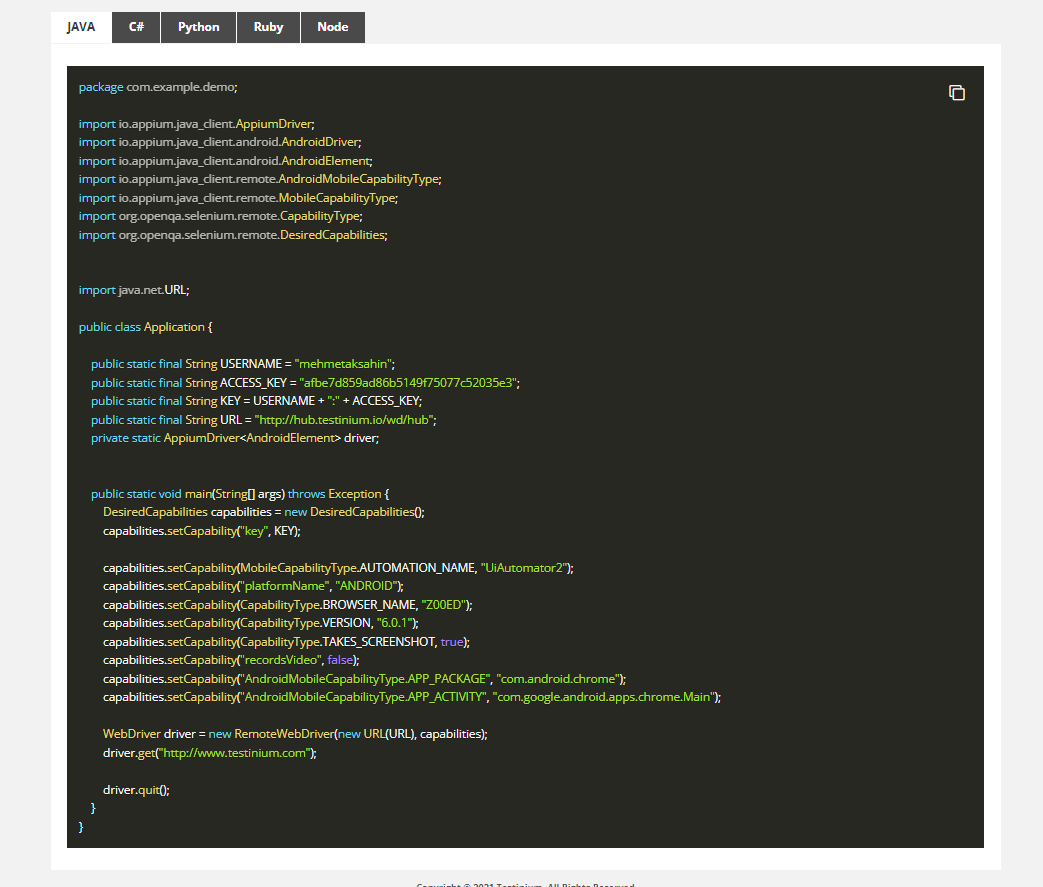 JAVA C# Python Ruby Node
package com.example.demo;
import io.appium.java_client.AppiumDriver;
import io.appium.java_client.android.AndroidDriver;
import io.appium.java_client.android.AndroidElement;
import io.appium.java_client.remote.AndroidMobileCapabilityType;
import io.appium.java_client.remote.MobileCapabilityType;
import org.openqa.selenium.remote.CapabilityType;
import org.openqa.selenium.remote.DesiredCapabilities;
import java.net.URL;
public class Application {
public static final String USERNAME = "mehmetaksahin";
public static final String ACCESS_KEY = "afbe7d859ad86b5149f75077c52035e3";
public static final String KEY = USERNAME + ":" + ACCESS_KEY;
public static final String URL = "http://hub.testinium.io/wd/hub";
private static AppiumDriver<AndroidElement> driver;
public static void main(String[] args) throws Exception {
DesiredCapabilities capabilities = new DesiredCapabilities();
capabilities.setCapability("key", KEY);
capabilities.setCapability(MobileCapabilityType.AUTOMATION_NAME, "UiAutomator2");
capabilities.setCapability("platformName", "ANDROID");
capabilities.setCapability(CapabilityType.BROWSER_NAME, "Z00ED");
capabilities.setCapability(CapabilityType.VERSION, "6.0.1");
capabilities.setCapability(CapabilityType.TAKES_SCREENSHOT, true);
capabilities.setCapability("recordsVideo", false);
capabilities.setCapability("AndroidMobileCapabilityType.APP_PACKAGE", "com.android.chrome");
capabilities.setCapability("AndroidMobileCapabilityType.APP_ACTIVITY", "com.google.android.apps.chrome.Main");
WebDriver driver = new RemoteWebDriver(new URL(URL), capabilities);
driver.get("http://www.testinium.com");
driver.quit();
}
}
Copyright © 2021 Testinium. All Rights Reserved